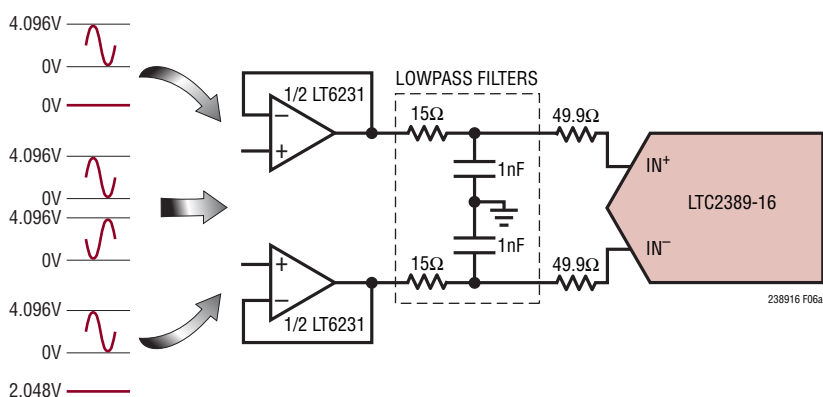 4.096V
0V
0V
4.096V
0V
4.096V
0V
4.096V
0V
2.048V
1/2 LT6231
−
+
+
−
1/2 LT6231
LOWPASS FILTERS
15Ω
1nF
1nF
15Ω
49.9Ω
49.9Ω
IN+
LTC2389-16
IN−
238916 F06a